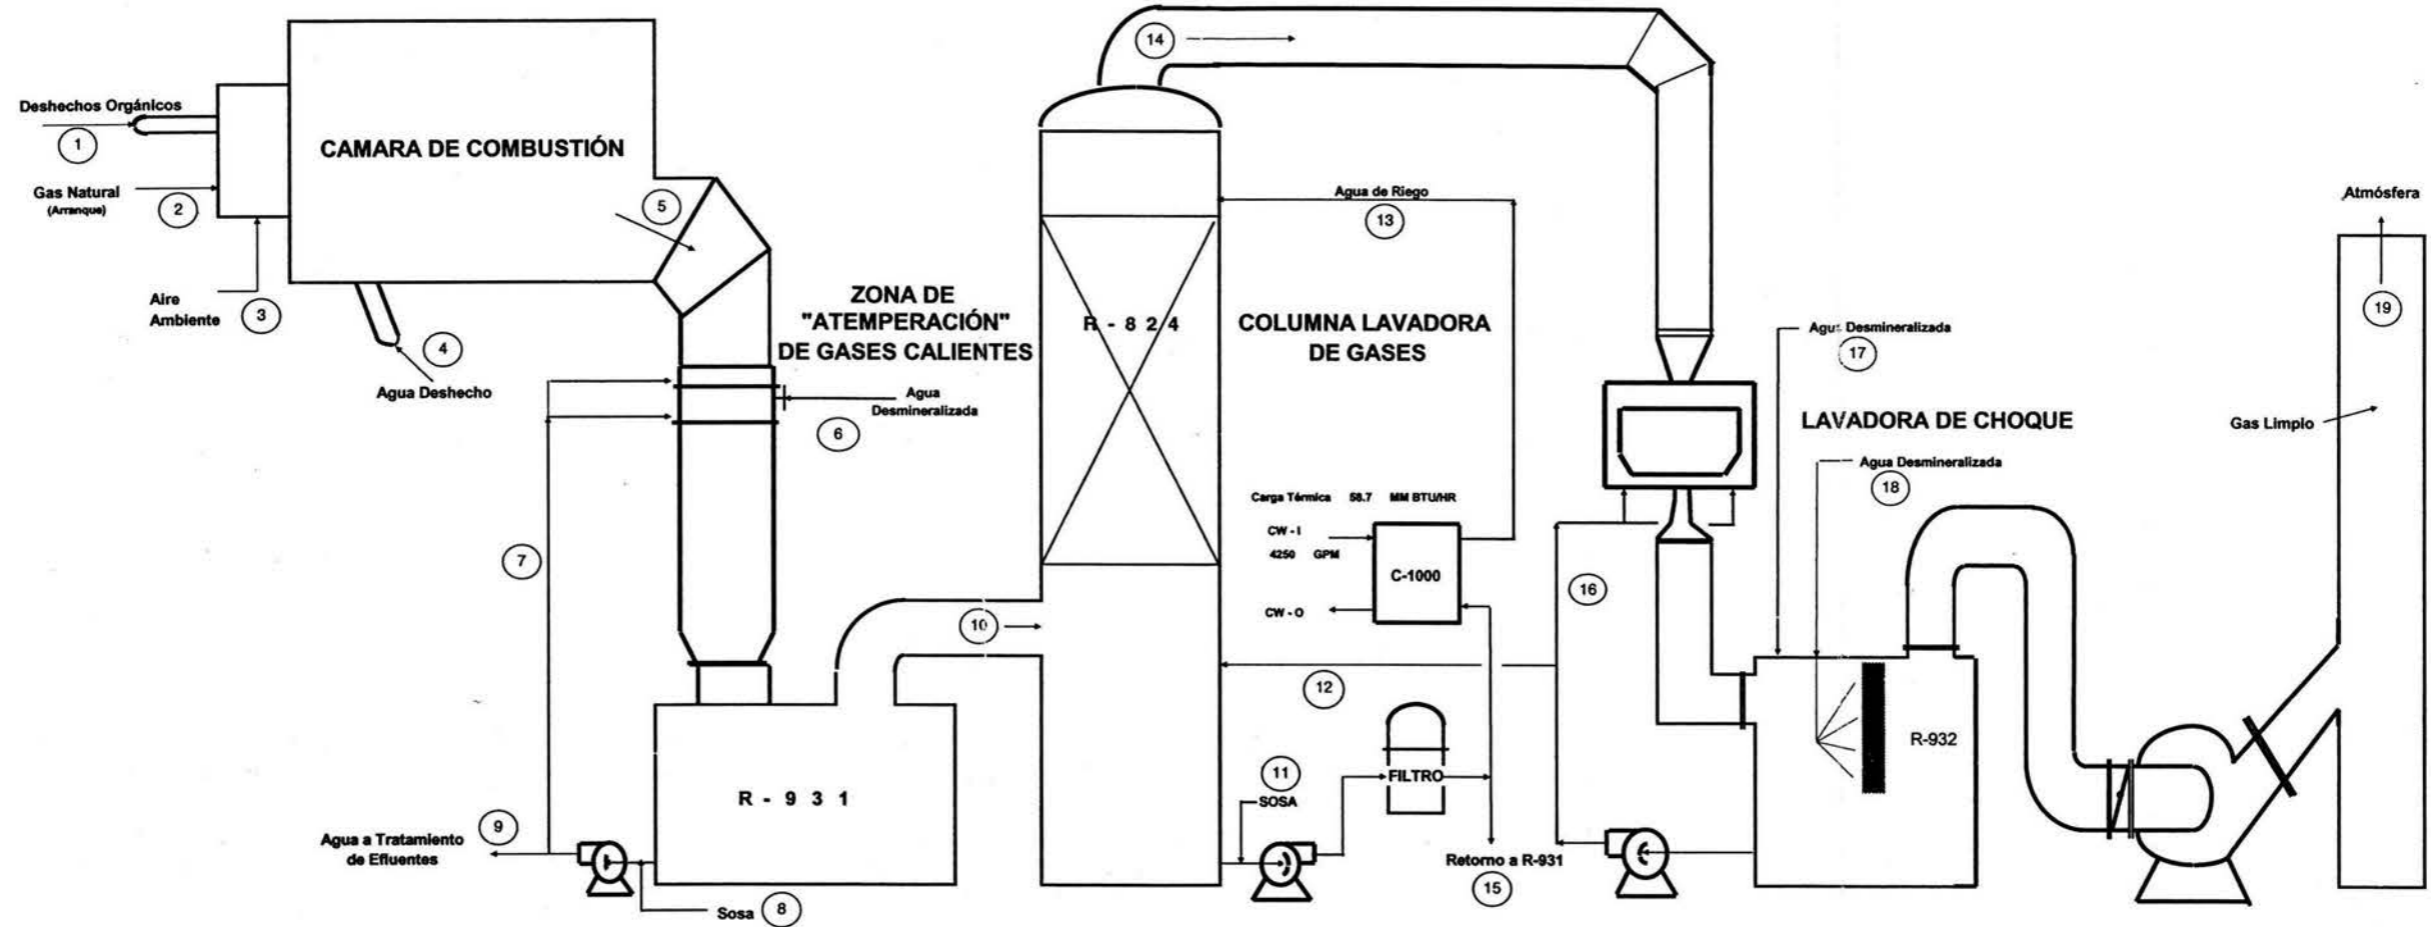 Deshechos Orgánicos
1
Gas Natural
(Arranque)
2
Aire
Ambiente
3
CAMARA DE COMBUSTIÓN
4
Agua Deshecho
5
ZONA DE
"ATEMPERACIÓN"
DE GASES CALIENTES
Agua
Desmineralizada
6
7
R - 9 3 1
Agua a Tratamiento
de Efluentes
9
Sosa
8
10
14
R - 8 2 4
Agua de Riego
13
COLUMNA LAVADORA
DE GASES
Carga Térmica 58.7 MM BTU/HR
CW - I
4250 GPM
CW - O
C-1000
12
11
SOSA
FILTRO
Retorno a R-931
15
16
Agua Desmineralizada
17
LAVADORA DE CHOQUE
Agua Desmineralizada
18
R-932
Atmósfera
19
Gas Limpio